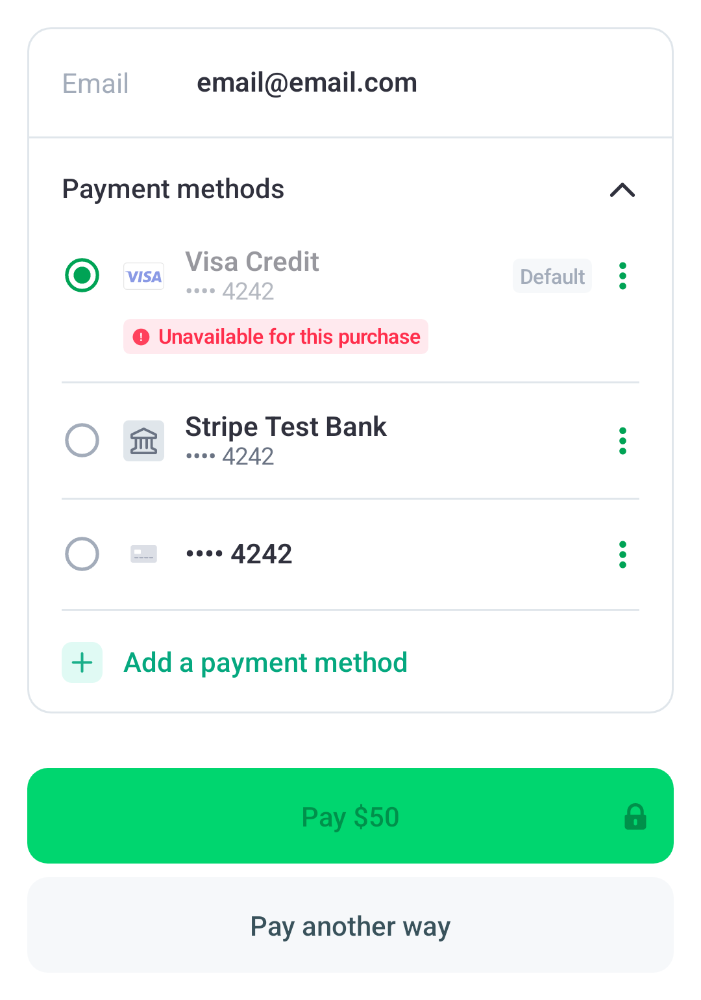 Email email@email.com
Payment methods
VISA Visa Credit Default
•••• 4242
Unavailable for this purchase
Stripe Test Bank
•••• 4242
•••• 4242
Add a payment method
Pay $50
Pay another way